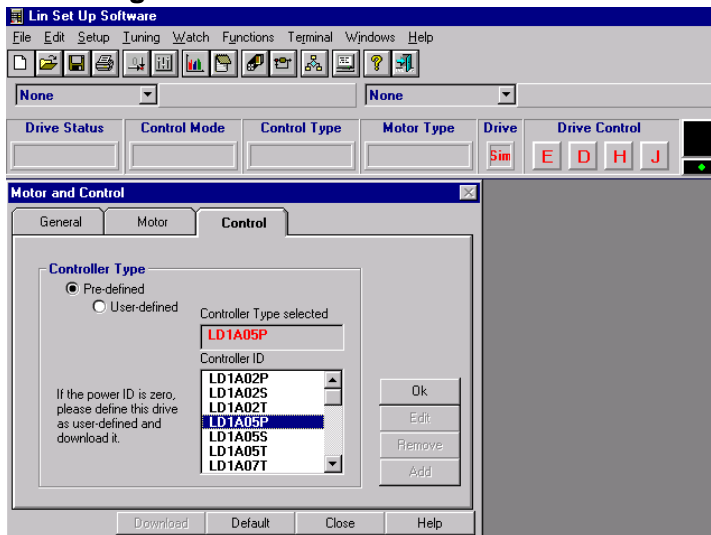 Lin Set Up Software
File Edit Setup Tuning Watch Functions Terminal Windows Help
None None
Drive Status Control Mode Control Type Motor Type Drive Drive Control
Sim E D H J
Motor and Control
General Motor Control
Controller Type
Pre-defined
User-defined
Controller Type selected
LD1A05P
Controller ID
LD1A02P
LD1A02S
LD1A02T
LD1A05P
LD1A05S
LD1A05T
LD1A07T
If the power ID is zero,
please define this drive
as user-defined and
download it.
Ok
Edit
Remove
Add
Download Default Close Help